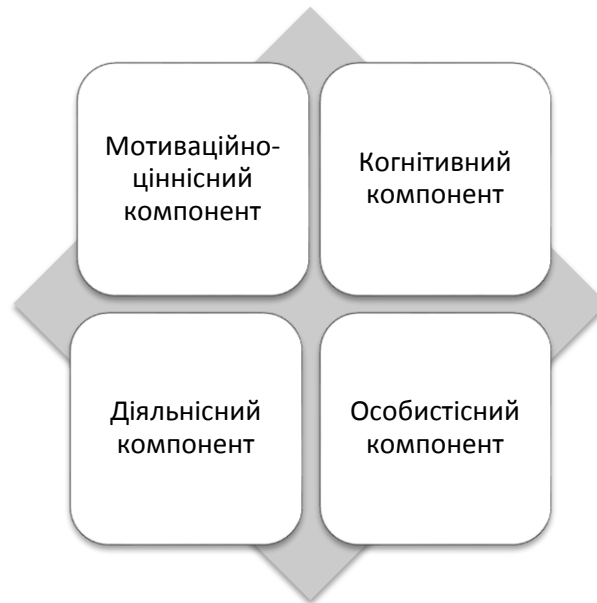 Мотиваційно-
ціннісний
компонент
Когнітивний
компонент
Діяльнісний
компонент
Особистісний
компонент